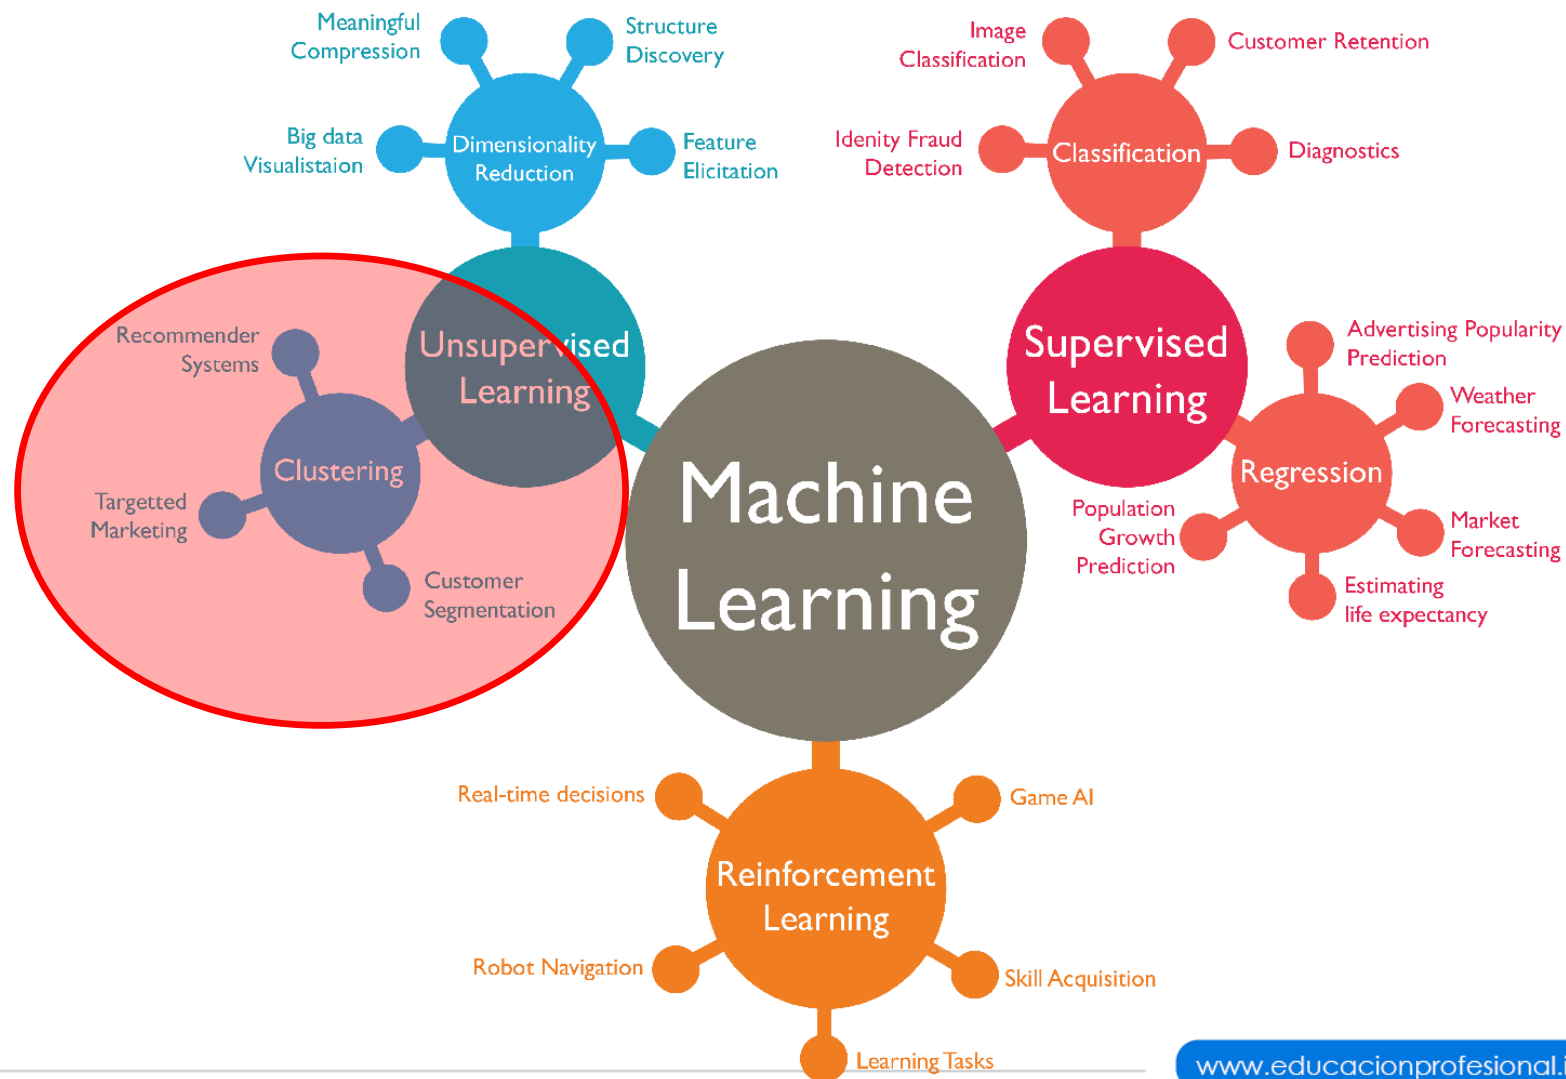 Meaningful
Compression
Structure
Discovery
Big data
Visualistaion
Dimensionality
Reduction
Feature
Elicitation
Image
Classification
Customer Retention
Idenity Fraud
Detection
Classification
Diagnostics
Recommender
Systems
Unsupervised
Learning
Clustering
Targetted
Marketing
Customer
Segmentation
Machine
Learning
Supervised
Learning
Advertising Popularity
Prediction
Weather
Forecasting
Regression
Population
Growth
Prediction
Market
Forecasting
Estimating
life expectancy
Real-time decisions
Game AI
Reinforcement
Learning
Robot Navigation
Skill Acquisition
Learning Tasks
www.educacionprofesional.i